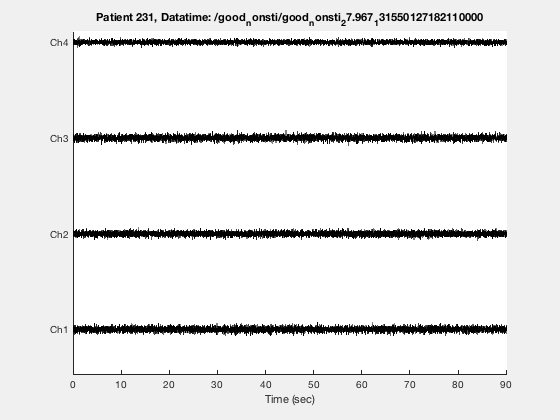 Patient 231, Datatime: /good_nonsti/good_nonsti_27.967_131550127182110000
Ch4
Ch3
Ch2
Ch1
0 10 20 30 40 50 60 70 80 90
Time (sec)